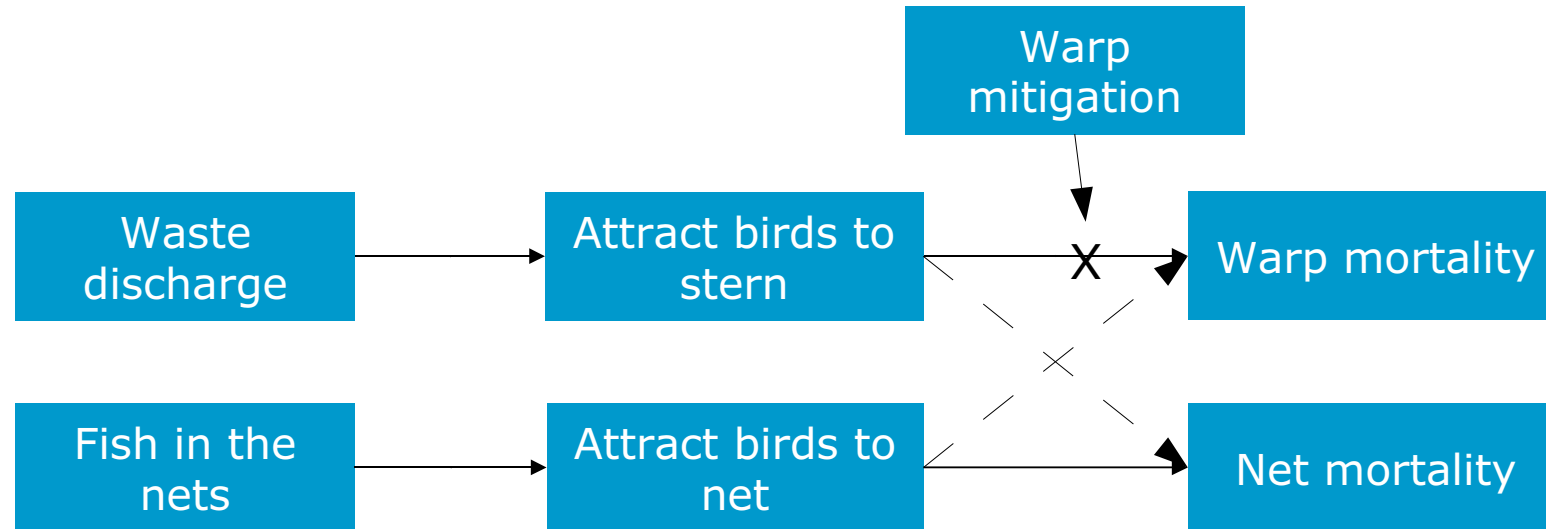 Warp
mitigation
Waste
discharge
Attract birds to
stern
X
Warp mortality
Fish in the
nets
Attract birds to
net
Net mortality